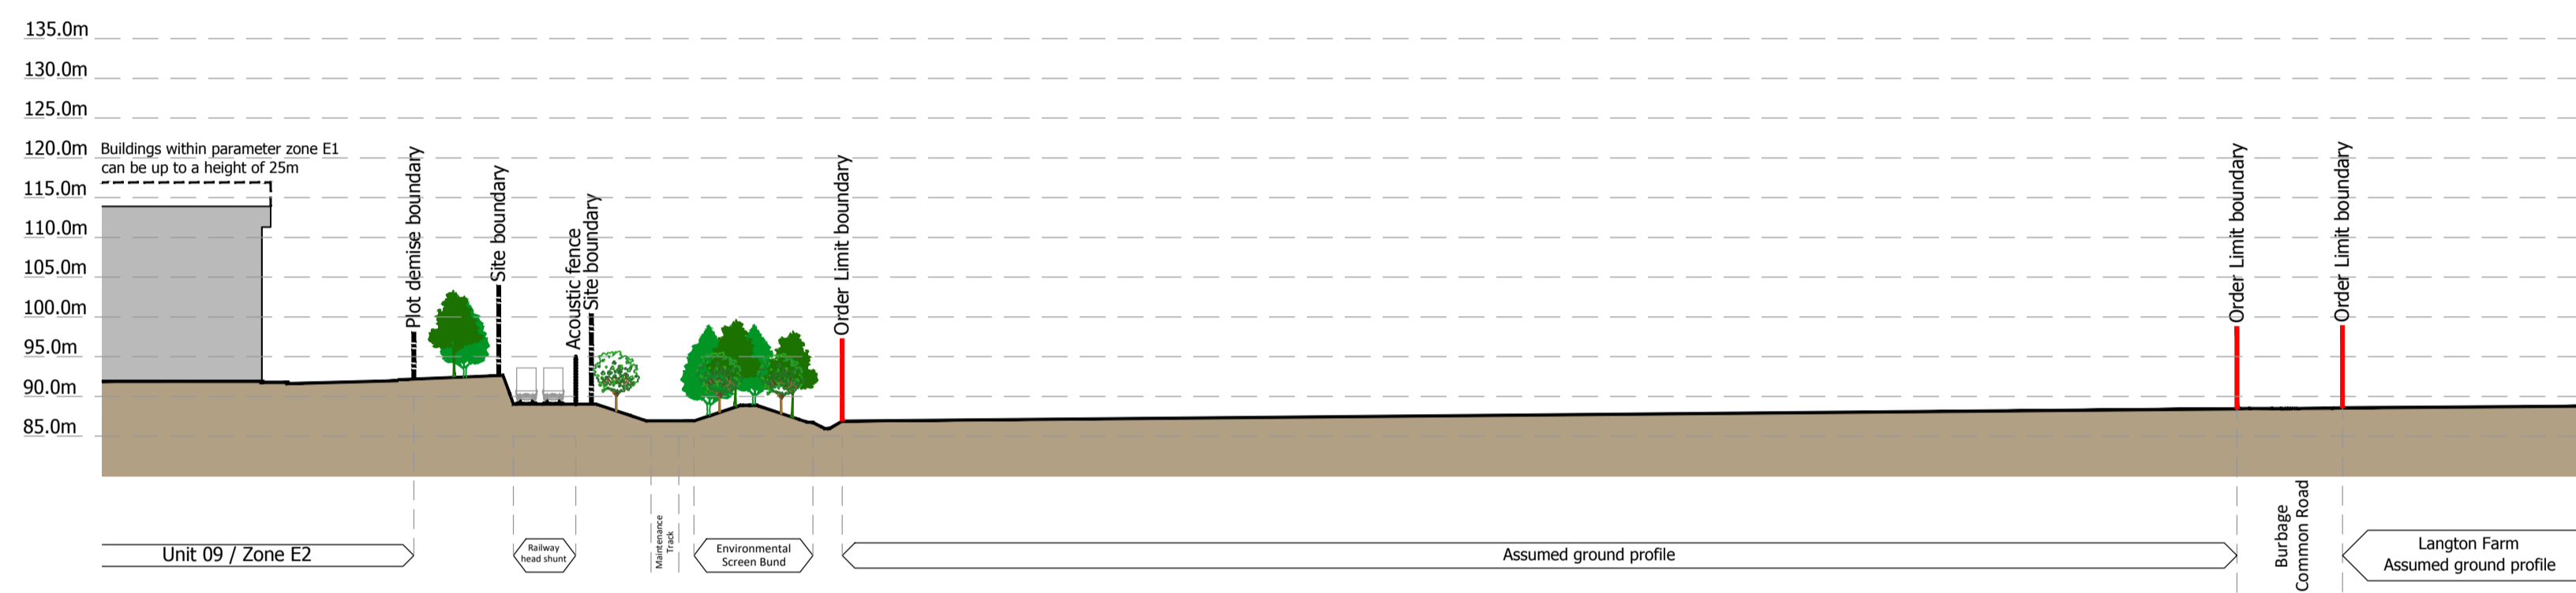 135.0m
130.0m
125.0m
120.0m
115.0m
110.0m
105.0m
100.0m
95.0m
90.0m
85.0m
Buildings within parameter zone E1
can be up to a height of 25m
Plot demise boundary
Site boundary
Acoustic fence
Site boundary
Order Limit boundary
Order Limit boundary
Order Limit boundary
Unit 09 / Zone E2
Railway
head shunt
Maintenance
Track
Environmental
Screen Bund
Assumed ground profile
Burbage
Common Road
Langton Farm
Assumed ground profile